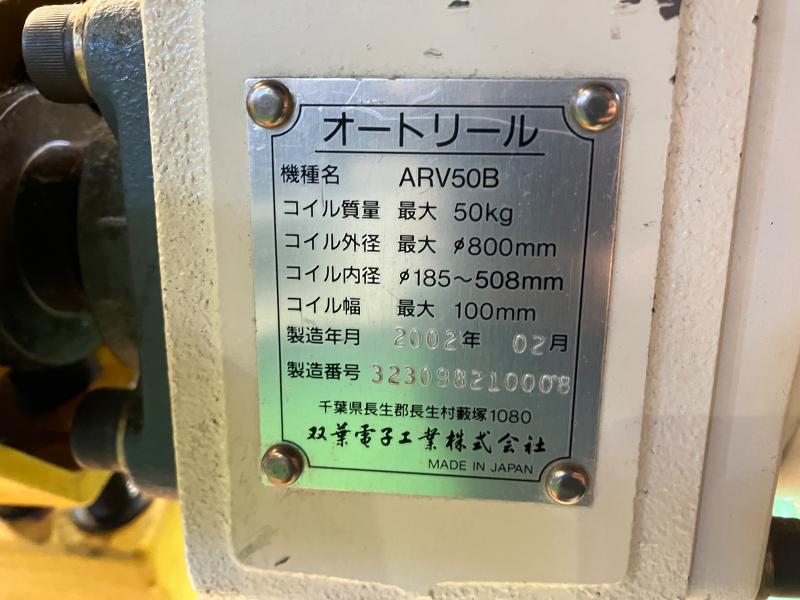 オートリール
機種名 ARV50B
コイル質量 最大 50kg
コイル外径 最大 φ800mm
コイル内径 φ185〜508mm
コイル幅 最大 100mm
製造年月 2002年 02月
製造番号 323098210008
千葉県長生郡長生村藪塚1080
双葉電子工業株式会社
MADE IN JAPAN